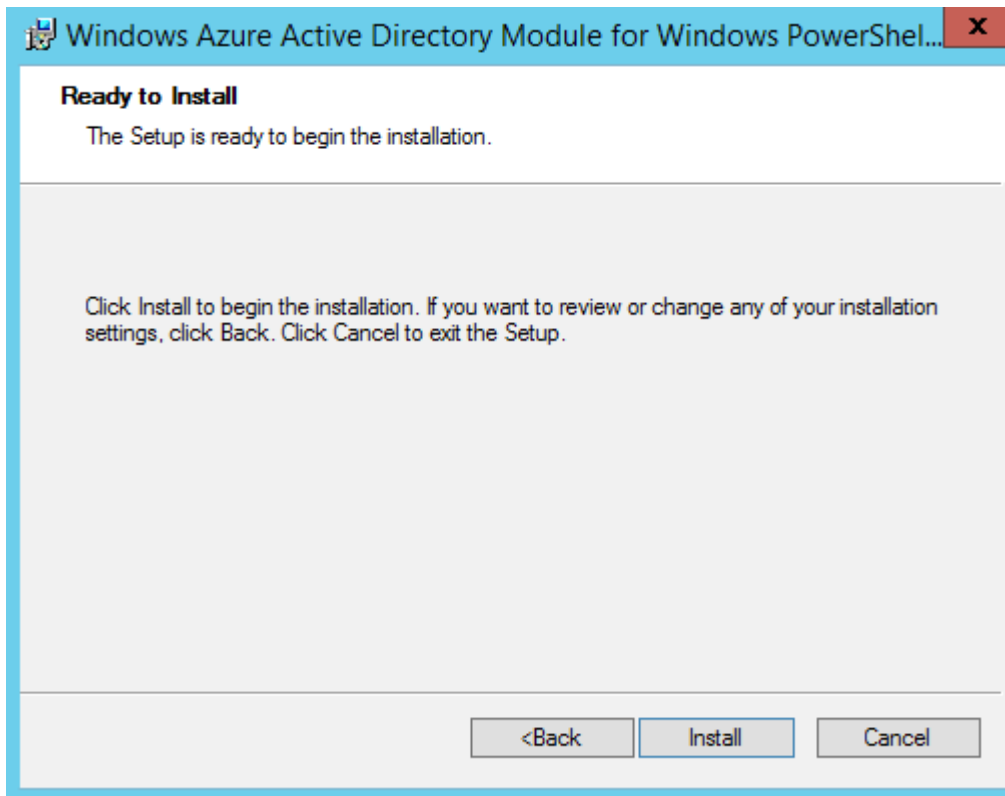 Windows Azure Active Directory Module for Windows PowerShel...
Ready to Install
The Setup is ready to begin the installation.
Click Install to begin the installation. If you want to review or change any of your installation
settings, click Back. Click Cancel to exit the Setup.
<Back Install Cancel